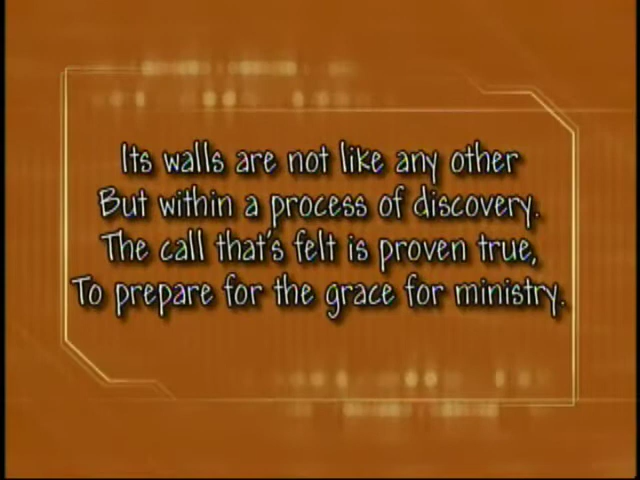 Its walls are not like any other
But within a process of discovery.
The call that's felt is proven true,
To prepare for the grace for ministry.